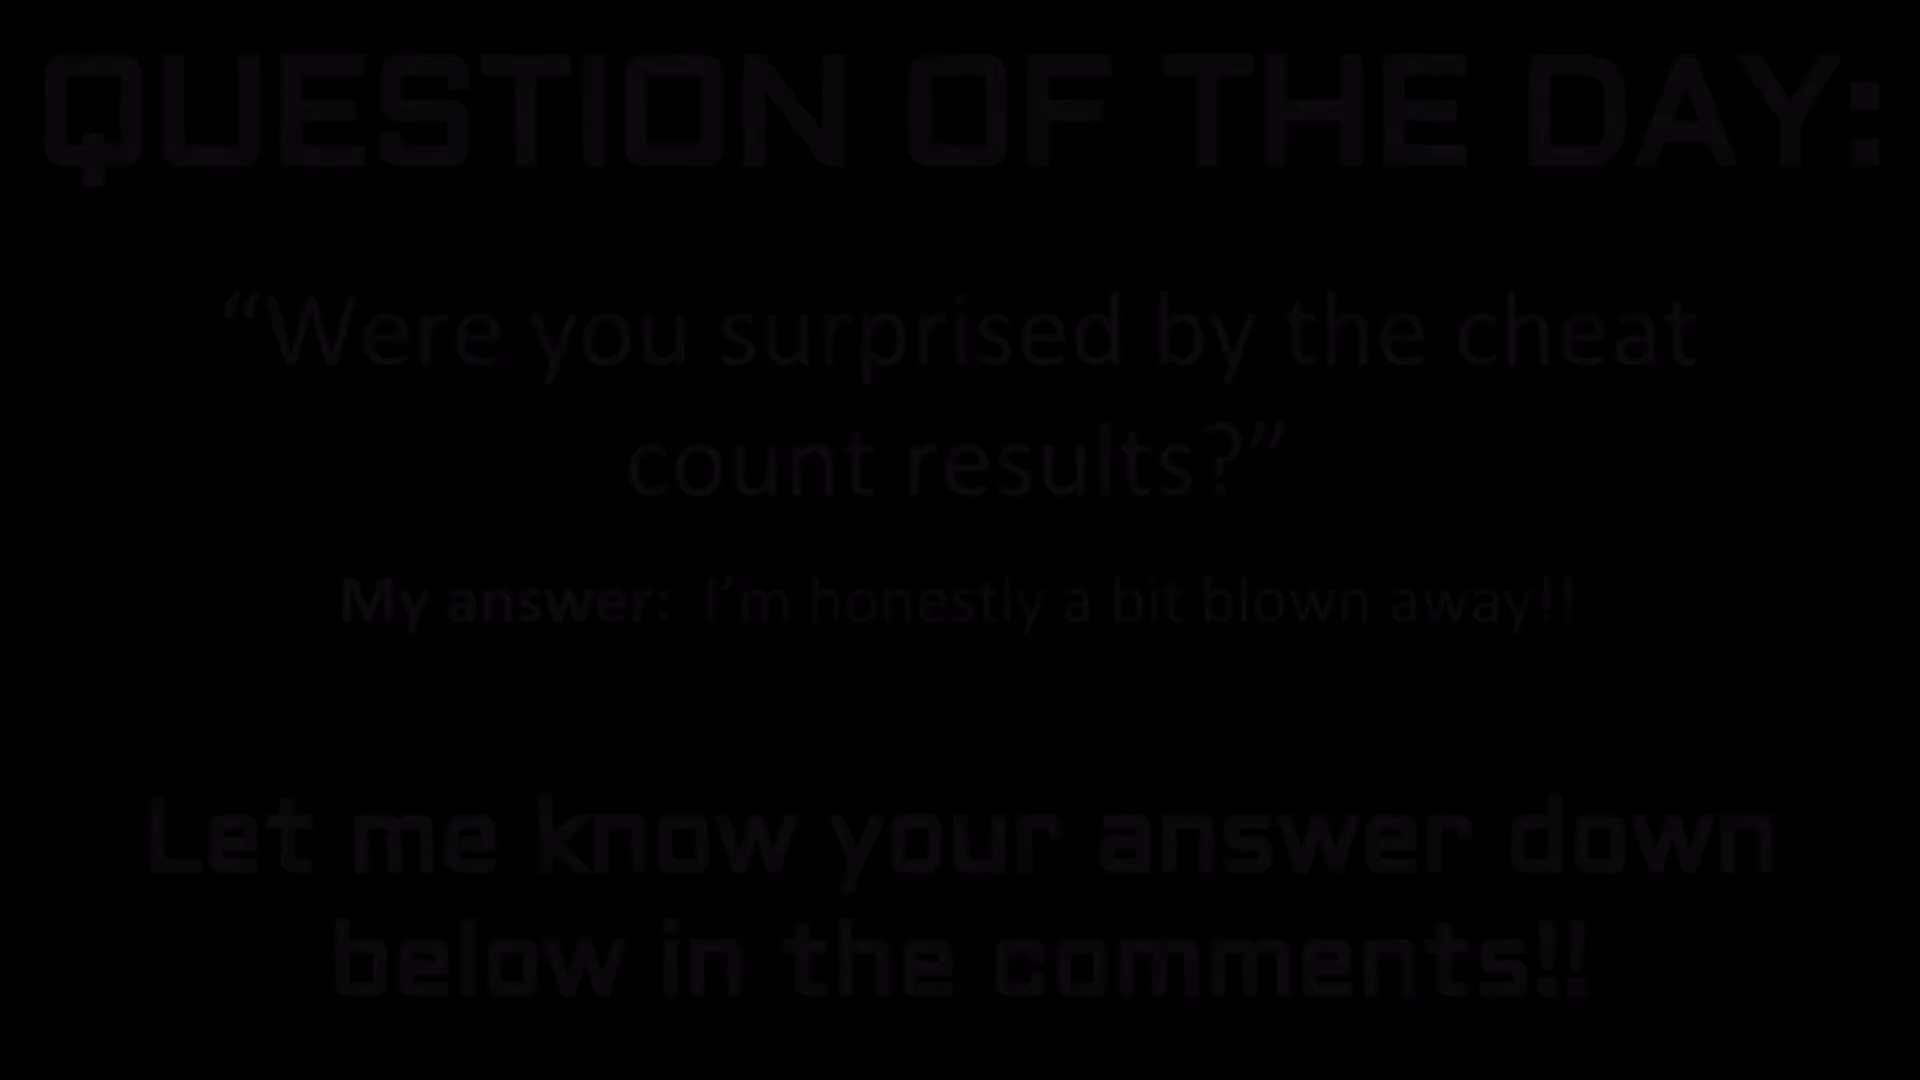 QUESTION OF THE DAY:
“Were you surprised by the cheat
count results?”
My answer:  I’m honestly a bit blown away!!
Let me know your answer down
below in the comments!!